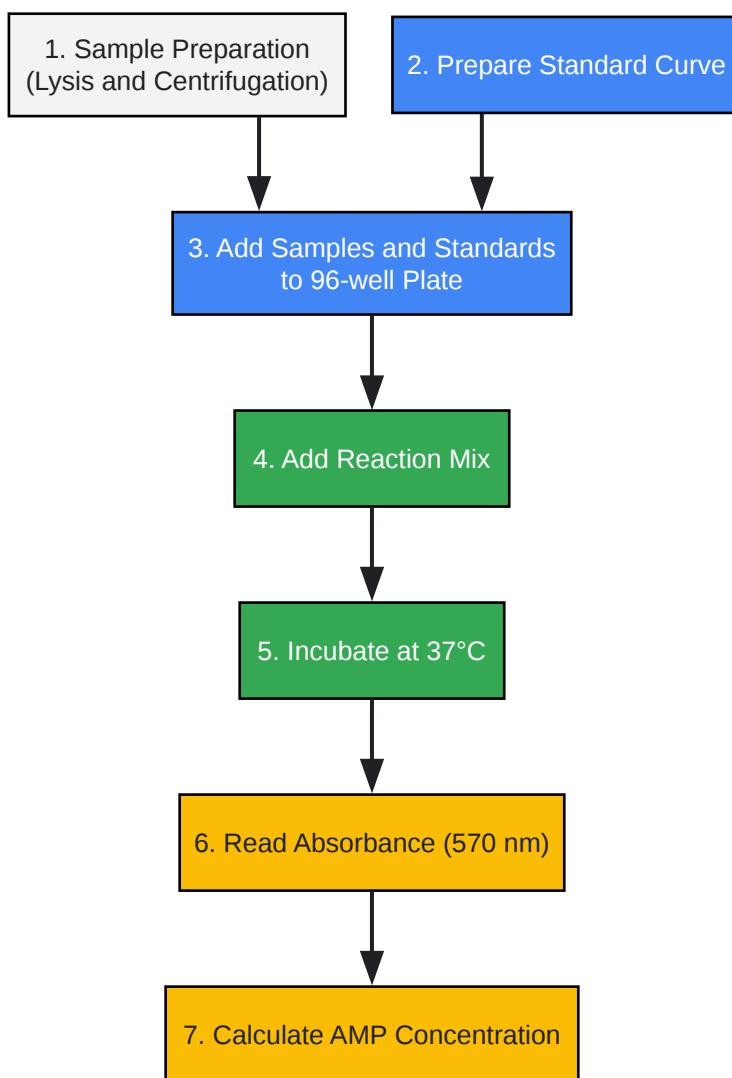 1. Sample Preparation
(Lysis and Centrifugation)
2. Prepare Standard Curve
3. Add Samples and Standards
to 96-well Plate
4. Add Reaction Mix
5. Incubate at 37°C
6. Read Absorbance (570 nm)
7. Calculate AMP Concentration